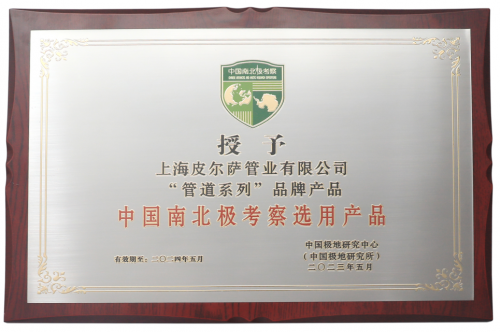 中国南北极考察
授予
上海皮尔萨管业有限公司
“管道系列”品牌产品
中国南北极考察选用产品
中国极地研究中心
（中国极地研究所）
有效期至：二〇二四年五月
二〇二三年五月